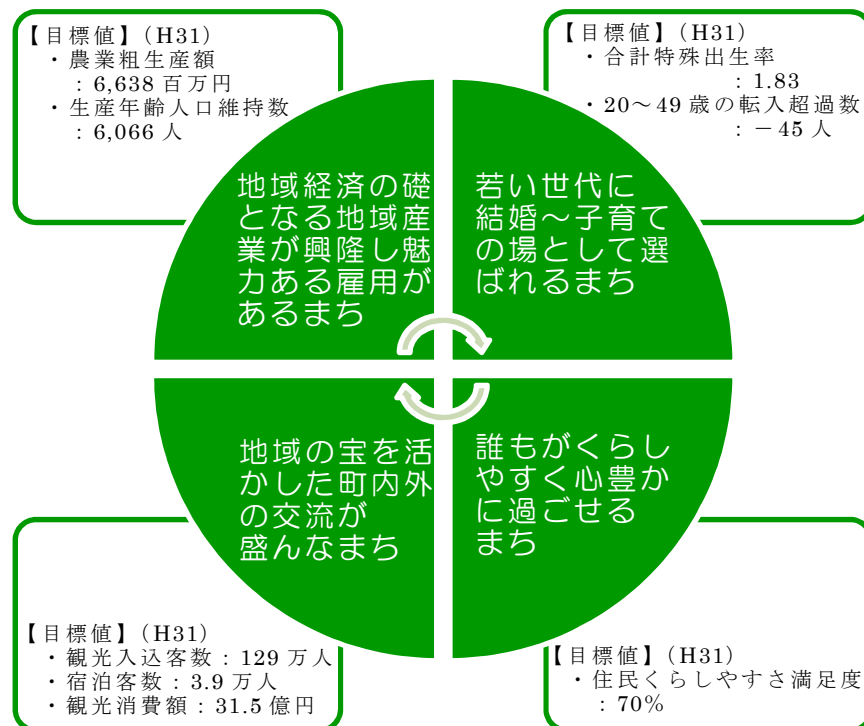 【目標値】(H31)
・農業粗生産額
：6,638 百万円
・生産年齢人口維持数
：6,066 人
【目標値】(H31)
・合計特殊出生率
：1.83
・20～49 歳の転入超過数
：－45 人
地域経済の礎
となる地域産
業が興隆し魅
力ある雇用が
あるまち
若い世代に
結婚～子育て
の場として選
ばれるまち
地域の宝を活
かした町内外
の交流が
盛んなまち
誰もがくらし
やすく心豊か
に過ごせる
まち
【目標値】(H31)
・観光入込客数：129 万人
・宿泊客数：3.9 万人
・観光消費額：31.5 億円
【目標値】(H31)
・住民くらしやすさ満足度
：70%